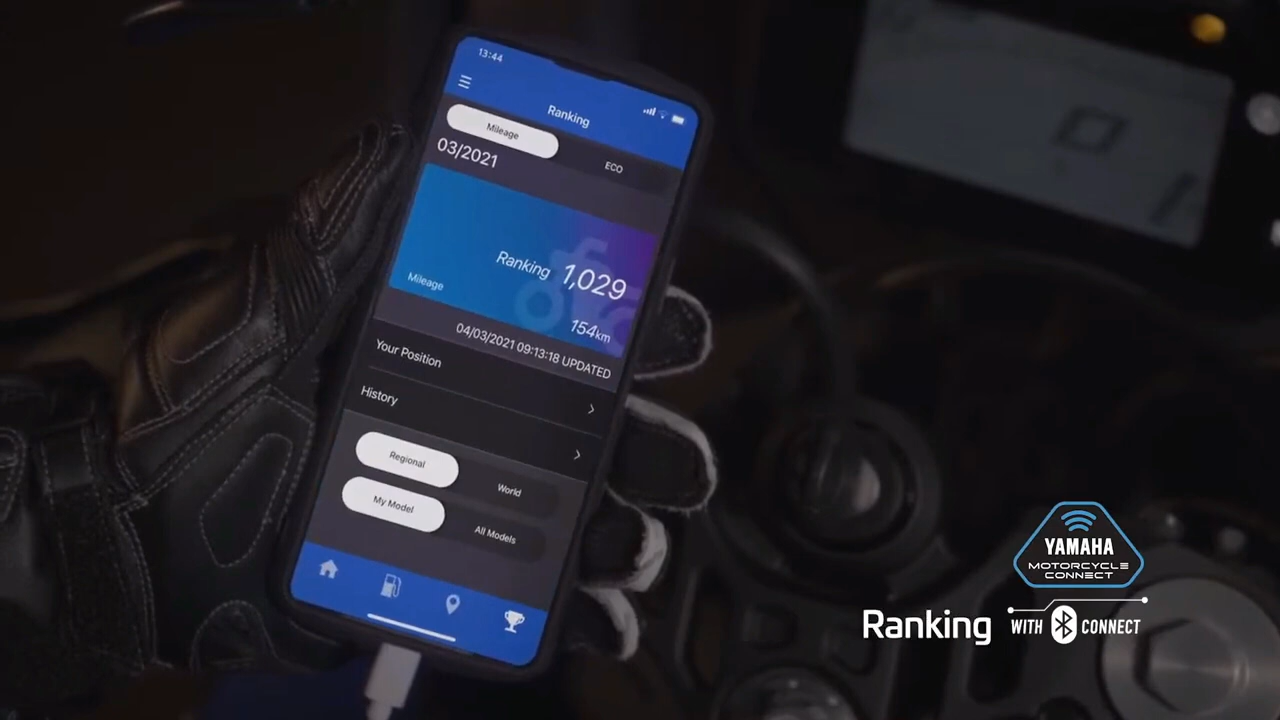 13:44
Ranking
Mileage
ECO
03/2021
Ranking 1,029
Mileage
154km
04/03/2021 09:13:18 UPDATED
Your Position
History
Regional
World
My Model
All Models
YAMAHA
MOTORCYCLE
CONNECT
Ranking WITH CONNECT